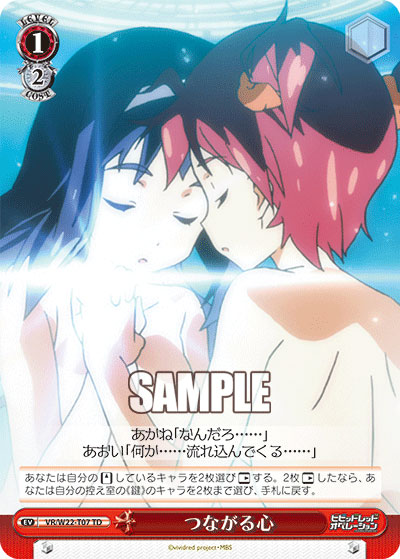 LEVEL
1
2
COST
SAMPLE
あかね「なんだろ……」
あおい「何か……流れ込んでくる……」
あなたは自分の【】しているキャラを2枚選び【】する。2枚【】したなら、あ
なたは自分の控え室の《鍵》のキャラを2枚まで選び、手札に戻す。
EV VR/W22-T07 TD つながる心 ビビッドレッド・
オペレーション
©vividred project・MBS